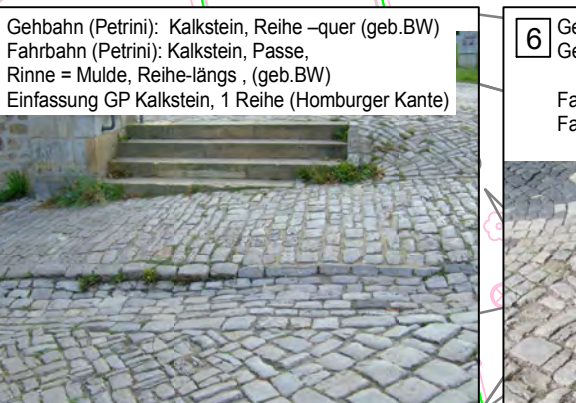 Gehbahn (Petrini): Kalkstein, Reihe –quer (geb.BW)
Fahrbahn (Petrini): Kalkstein, Passe,
Rinne = Mulde, Reihe-längs , (geb.BW)
Einfassung GP Kalkstein, 1 Reihe (Homburger Kante)
6